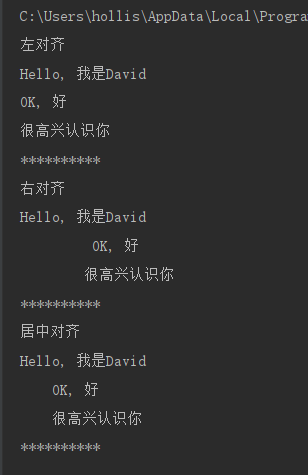 C:\Users\hollis\AppData\Local\Progra
左对齐
Hello, 我是David
OK, 好
很高兴认识你
**********
右对齐
Hello, 我是David
OK, 好
很高兴认识你
**********
居中对齐
Hello, 我是David
OK, 好
很高兴认识你
**********